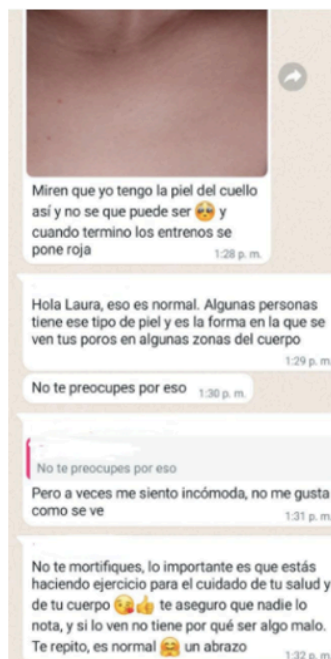 Miren que yo tengo la piel del cuello
así y no se que puede ser 🥺 y
cuando termino los entrenos se
pone roja
1:28 p. m.
Hola Laura, eso es normal. Algunas personas
tiene ese tipo de piel y es la forma en la que se
ven tus poros en algunas zonas del cuerpo
1:29 p. m.
No te preocupes por eso
1:30 p. m.
No te preocupes por eso
Pero a veces me siento incómoda, no me gusta
como se ve
1:31 p. m.
No te mortifiques, lo importante es que estás
haciendo ejercicio para el cuidado de tu salud y
de tu cuerpo 😘👍 te aseguro que nadie lo
nota, y si lo ven no tiene por qué ser algo malo.
Te repito, es normal 🤗 un abrazo
1:32 p. m.